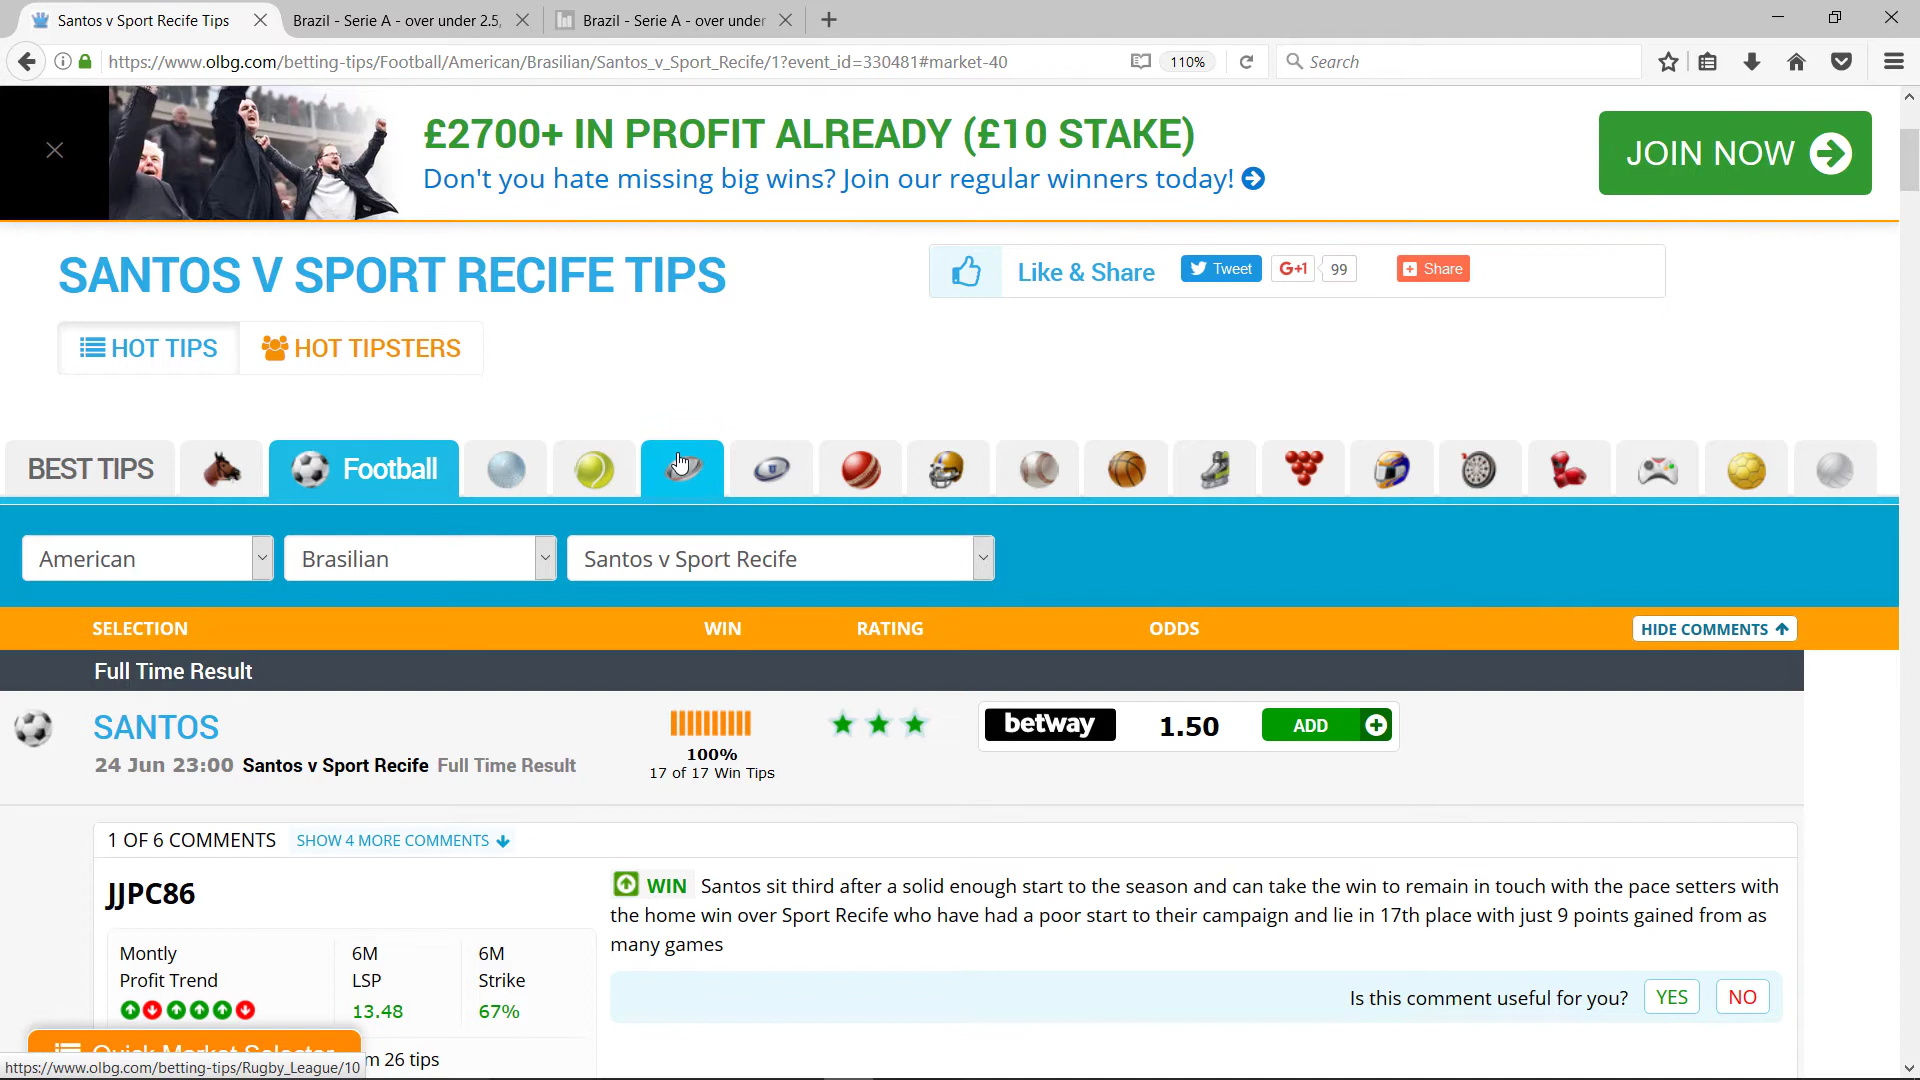 Santos v Sport Recife Tips
Brazil - Serie A - over under 2.5,
Brazil - Serie A - over under
https://www.olbg.com/betting-tips/Football/American/Brasilian/Santos_v_Sport_Recife/1?event_id=330481#market-40
110%
Search
£2700+ IN PROFIT ALREADY (£10 STAKE)
Don't you hate missing big wins? Join our regular winners today!
JOIN NOW
SANTOS V SPORT RECIFE TIPS
Like & Share
Tweet
G+1
99
Share
HOT TIPS
HOT TIPSTERS
BEST TIPS
Football
American
Brasilian
Santos v Sport Recife
SELECTION WIN RATING ODDS
HIDE COMMENTS
Full Time Result
SANTOS
24 Jun 23:00 Santos v Sport Recife Full Time Result
100%
17 of 17 Win Tips
betway
1.50
ADD
1 OF 6 COMMENTS SHOW 4 MORE COMMENTS
JJPC86
Montly
Profit Trend
6M
LSP
13.48
6M
Strike
67%
WIN Santos sit third after a solid enough start to the season and can take the win to remain in touch with the pace setters with
the home win over Sport Recife who have had a poor start to their campaign and lie in 17th place with just 9 points gained from as
many games
Is this comment useful for you? YES NO
Quick Market Selector
m 26 tips
https://www.olbg.com/betting-tips/Rugby_League/10